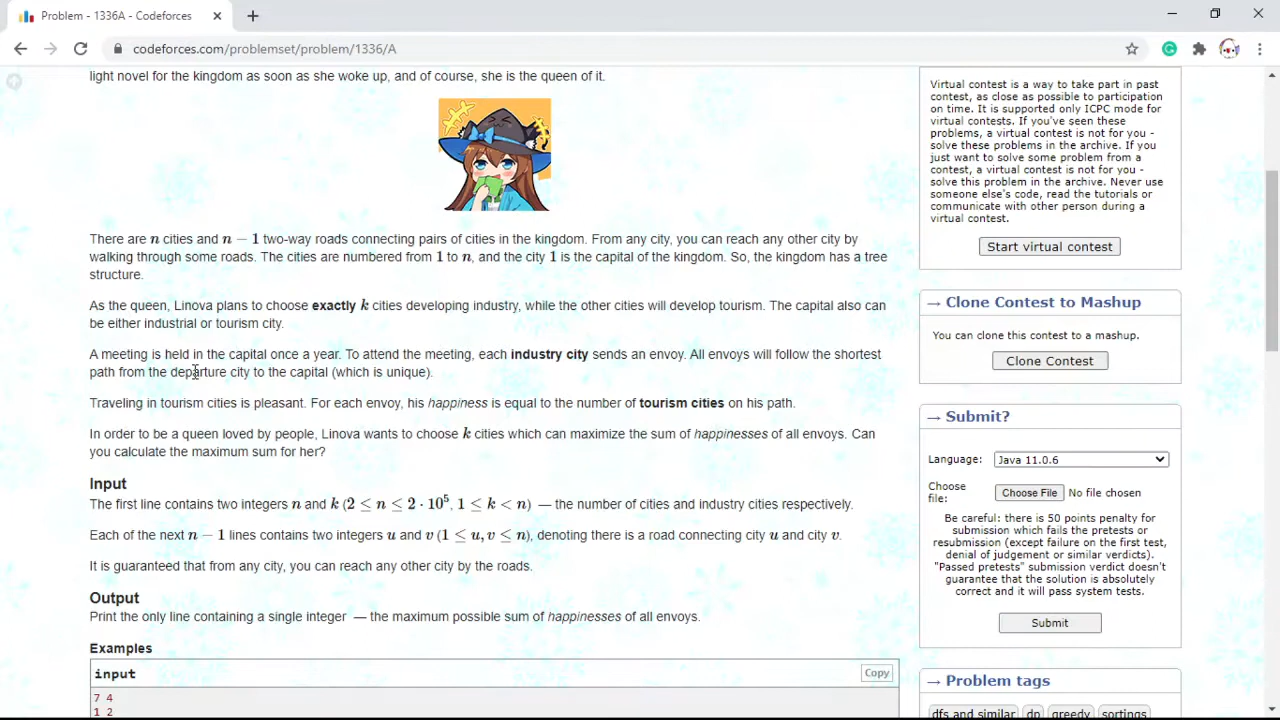 Problem - 1336A - Codeforces
codeforces.com/problemset/problem/1336/A
light novel for the kingdom as soon as she woke up, and of course, she is the queen of it.
There are n cities and n − 1 two-way roads connecting pairs of cities in the kingdom. From any city, you can reach any other city by
walking through some roads. The cities are numbered from 1 to n, and the city 1 is the capital of the kingdom. So, the kingdom has a tree
structure.
As the queen, Linova plans to choose exactly k cities developing industry, while the other cities will develop tourism. The capital also can
be either industrial or tourism city.
A meeting is held in the capital once a year. To attend the meeting, each industry city sends an envoy. All envoys will follow the shortest
path from the departure city to the capital (which is unique).
Traveling in tourism cities is pleasant. For each envoy, his happiness is equal to the number of tourism cities on his path.
In order to be a queen loved by people, Linova wants to choose k cities which can maximize the sum of happinesses of all envoys. Can
you calculate the maximum sum for her?
Input
The first line contains two integers n and k (2 ≤ n ≤ 2 · 10⁵, 1 ≤ k < n) — the number of cities and industry cities respectively.
Each of the next n − 1 lines contains two integers u and v (1 ≤ u, v ≤ n), denoting there is a road connecting city u and city v.
It is guaranteed that from any city, you can reach any other city by the roads.
Output
Print the only line containing a single integer — the maximum possible sum of happinesses of all envoys.
Examples
input
Copy
7 4
1 2
Virtual contest is a way to take part in past
contest, as close as possible to participation
on time. It is supported only ICPC mode for
virtual contests. If you've seen these
problems, a virtual contest is not for you -
solve these problems in the archive. If you
just want to solve some problem from a
contest, a virtual contest is not for you -
solve this problem in the archive. Never use
someone else's code, read the tutorials or
communicate with other person during a
virtual contest.
Start virtual contest
→ Clone Contest to Mashup
You can clone this contest to a mashup.
Clone Contest
→ Submit?
Language:
Java 11.0.6
Choose
file:
Choose File No file chosen
Be careful: there is 50 points penalty for
submission which fails the pretests or
resubmission (except failure on the first test,
denial of judgement or similar verdicts).
"Passed pretests" submission verdict doesn't
guarantee that the solution is absolutely
correct and it will pass system tests.
Submit
→ Problem tags
dfs and similar dp greedy sortings